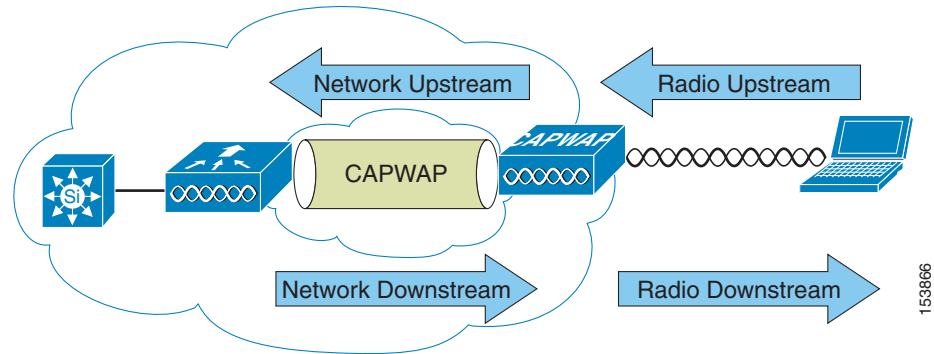 Network Upstream
Radio Upstream
CAPWAP
CAPWAP
Si
Network Downstream
Radio Downstream
153866